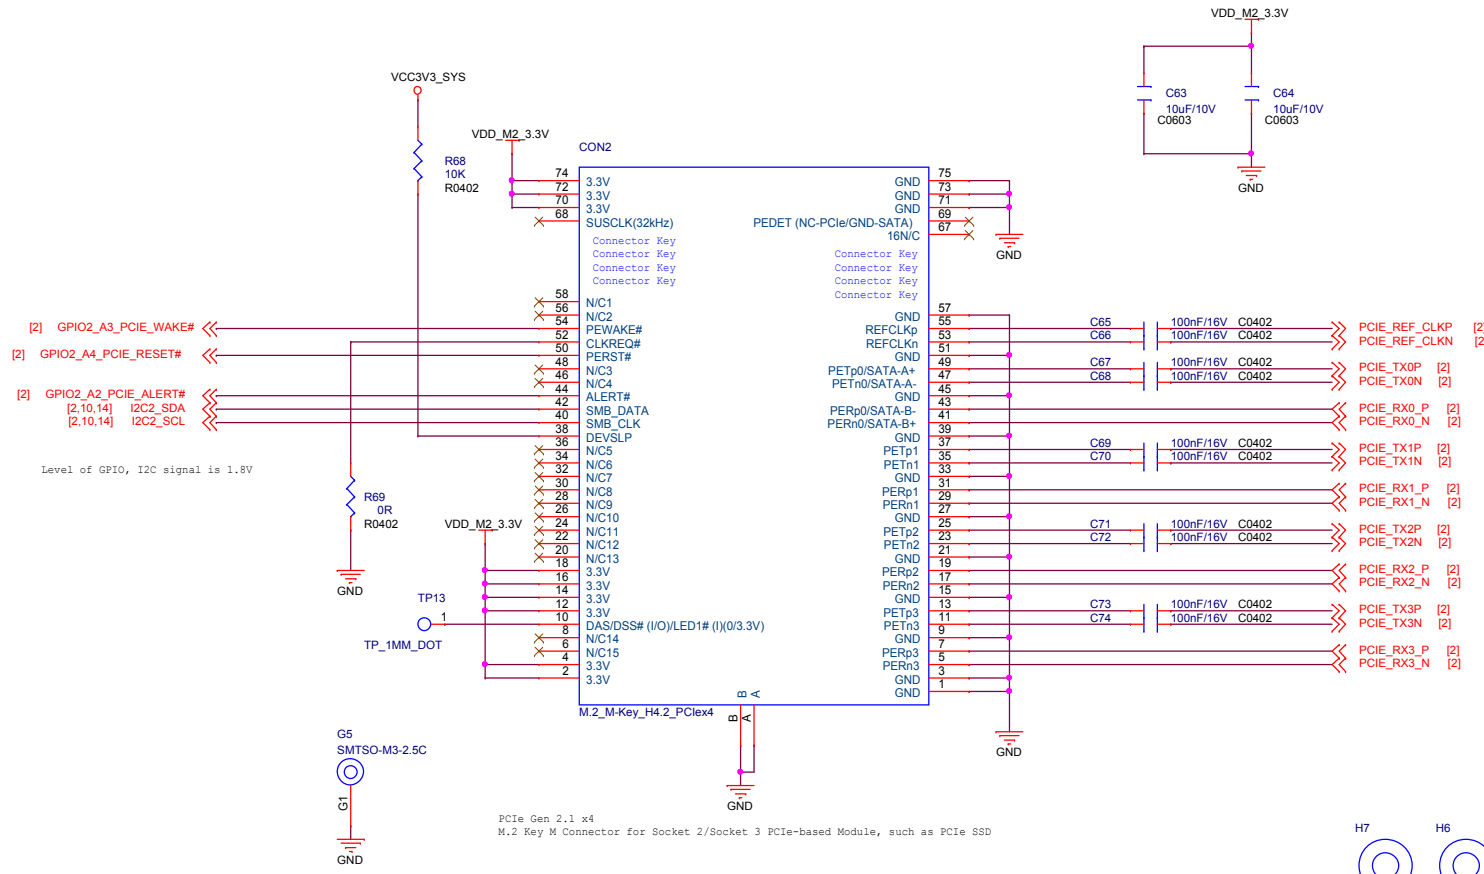 VDD_M2_3.3V
C63
10uF/10V
C0603
C64
10uF/10V
C0603
GND
VCC3V3_SYS
R68
10K
R0402
VDD_M2_3.3V
CON2
74 3.3V
72 3.3V
70 3.3V
68 SUSCLK(32kHz)
Connector Key
Connector Key
Connector Key
Connector Key
58 N/C1
56 N/C2
54 PEWAKE#
52 CLKREQ#
50 PERST#
48 N/C3
46 N/C4
44 ALERT#
42 SMB_DATA
40 SMB_CLK
38 DEVSLP
36 N/C5
34 N/C6
32 N/C7
30 N/C8
28 N/C9
26 N/C10
24 N/C11
22 N/C12
20 N/C13
18 3.3V
16 3.3V
14 3.3V
12 3.3V
10 DAS/DSS# (I/O)/LED1# (I)(0/3.3V)
8 N/C14
6 N/C15
4 3.3V
2 3.3V
GND 75
GND 73
GND 71
PEDET (NC-PCIe/GND-SATA) 69
16N/C 67
Connector Key
Connector Key
Connector Key
Connector Key
GND 57
REFCLKp 55
REFCLKn 53
GND 51
PETp0/SATA-A+ 49
PETn0/SATA-A- 47
GND 45
PERp0/SATA-B- 43
PERn0/SATA-B+ 41
GND 39
PETp1 37
PETn1 35
GND 33
PERp1 31
PERn1 29
GND 27
PETp2 25
PETn2 23
GND 21
PERp2 19
PERn2 17
GND 15
PETp3 13
PETn3 11
GND 9
PERp3 7
PERn3 5
GND 3
GND 1
B A
B A
M.2_M-Key_H4.2_PCIex4
GND
GND
GND
[2] GPIO2_A3_PCIE_WAKE#
[2] GPIO2_A4_PCIE_RESET#
[2] GPIO2_A2_PCIE_ALERT#
[2,10,14] I2C2_SDA
[2,10,14] I2C2_SCL
Level of GPIO, I2C signal is 1.8V
R69
0R
R0402
GND
VDD_M2_3.3V
TP13
1
TP_1MM_DOT
C65 100nF/16V C0402 PCIE_REF_CLKP [2]
C66 100nF/16V C0402 PCIE_REF_CLKN [2]
C67 100nF/16V C0402 PCIE_TX0P [2]
C68 100nF/16V C0402 PCIE_TX0N [2]
PCIE_RX0_P [2]
PCIE_RX0_N [2]
C69 100nF/16V C0402 PCIE_TX1P [2]
C70 100nF/16V C0402 PCIE_TX1N [2]
PCIE_RX1_P [2]
PCIE_RX1_N [2]
C71 100nF/16V C0402 PCIE_TX2P [2]
C72 100nF/16V C0402 PCIE_TX2N [2]
PCIE_RX2_P [2]
PCIE_RX2_N [2]
C73 100nF/16V C0402 PCIE_TX3P [2]
C74 100nF/16V C0402 PCIE_TX3N [2]
PCIE_RX3_P [2]
PCIE_RX3_N [2]
G5
SMTSO-M3-2.5C
G1
GND
PCIe Gen 2.1 x4
M.2 Key M Connector for Socket 2/Socket 3 PCIe-based Module, such as PCIe SSD
H7
H6